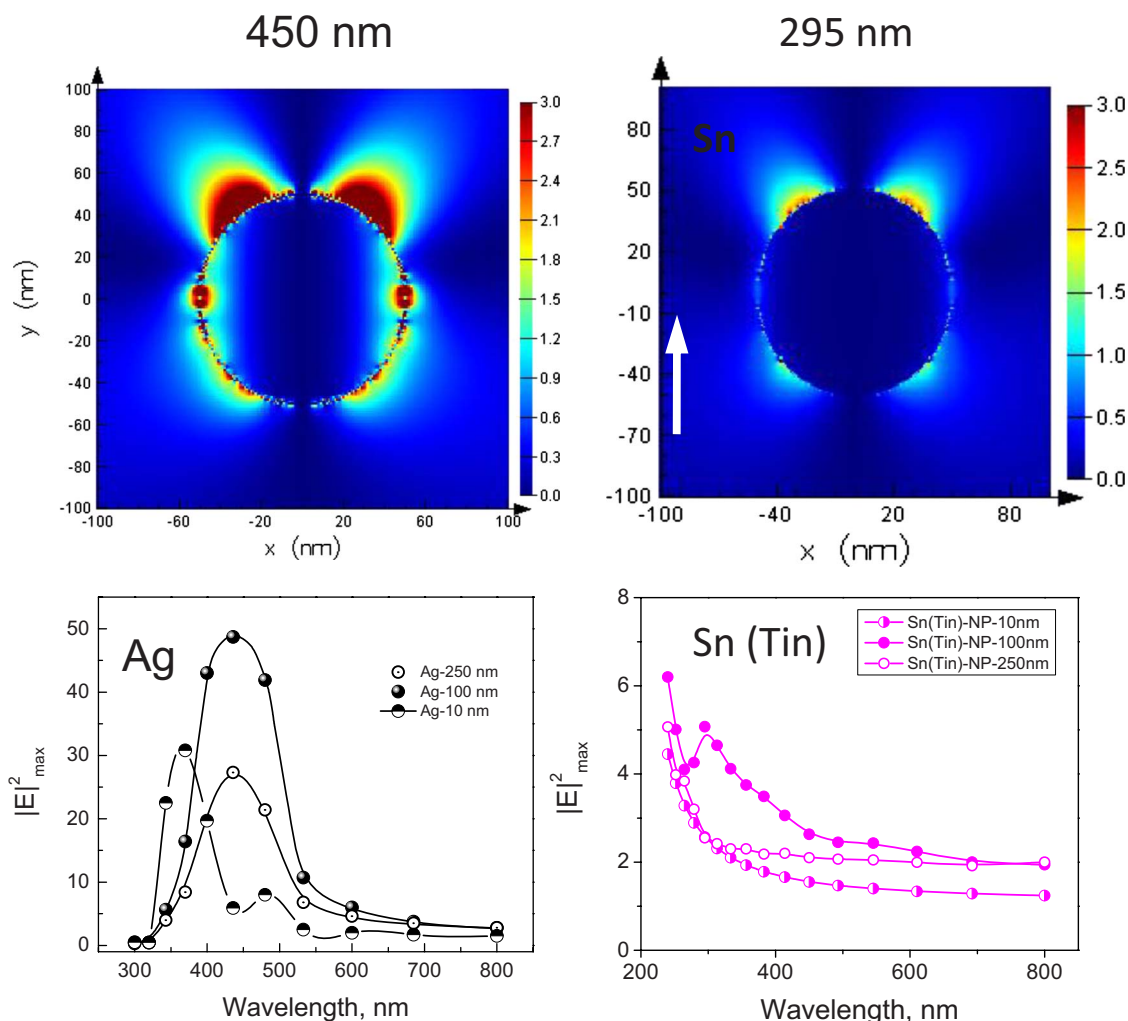 450 nm
295 nm
100
80
60
40
20
0
-20
-40
-60
-80
-100
y (nm)
-100
-60
-20
20
60
100
x (nm)
3.0
2.7
2.4
2.1
1.8
1.5
1.2
0.9
0.6
0.3
0.0
Sn
80
50
20
-10
-40
-70
-100
-100
-40
20
80
x (nm)
3.0
2.5
2.0
1.5
1.0
0.5
0.0
Ag
Ag-250 nm
Ag-100 nm
Ag-10 nm
50
40
30
20
10
0
|E|²max
300 400 500 600 700 800
Wavelength, nm
Sn (Tin)
Sn(Tin)-NP-10nm
Sn(Tin)-NP-100nm
Sn(Tin)-NP-250nm
8
6
4
2
0
|E|²max
200 400 600 800
Wavelength, nm